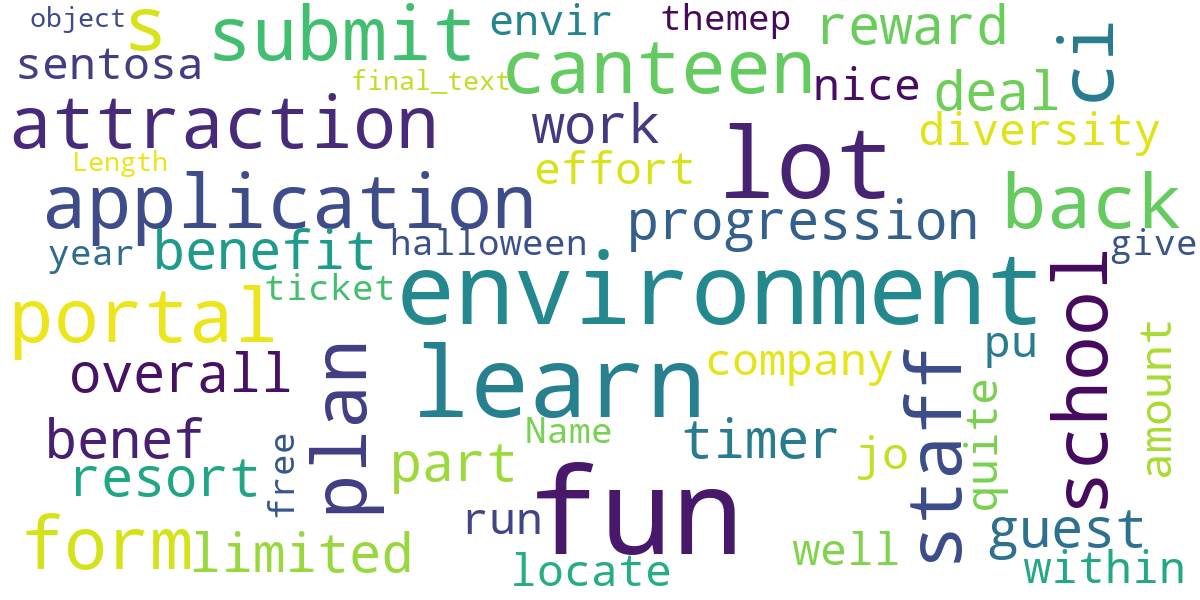 object
s
submit
envir
themep
reward
ci
sentosa
final_text
canteen
nice
deal
attraction
work
lot
diversity
Length
effort
application
progression
back
year
benefit
halloween
give
ticket
environment
school
portal
pu
overall
plan
learn
company
staff
amount
benef
free
Name
timer
jo
quite
resort
part
fun
run
guest
form
limited
locate
well
within